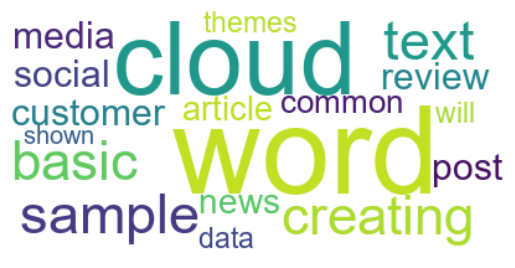 themes
media
cloud
text
social
review
customer
article
common
will
shown
word
basic
post
sample
news
creating
data